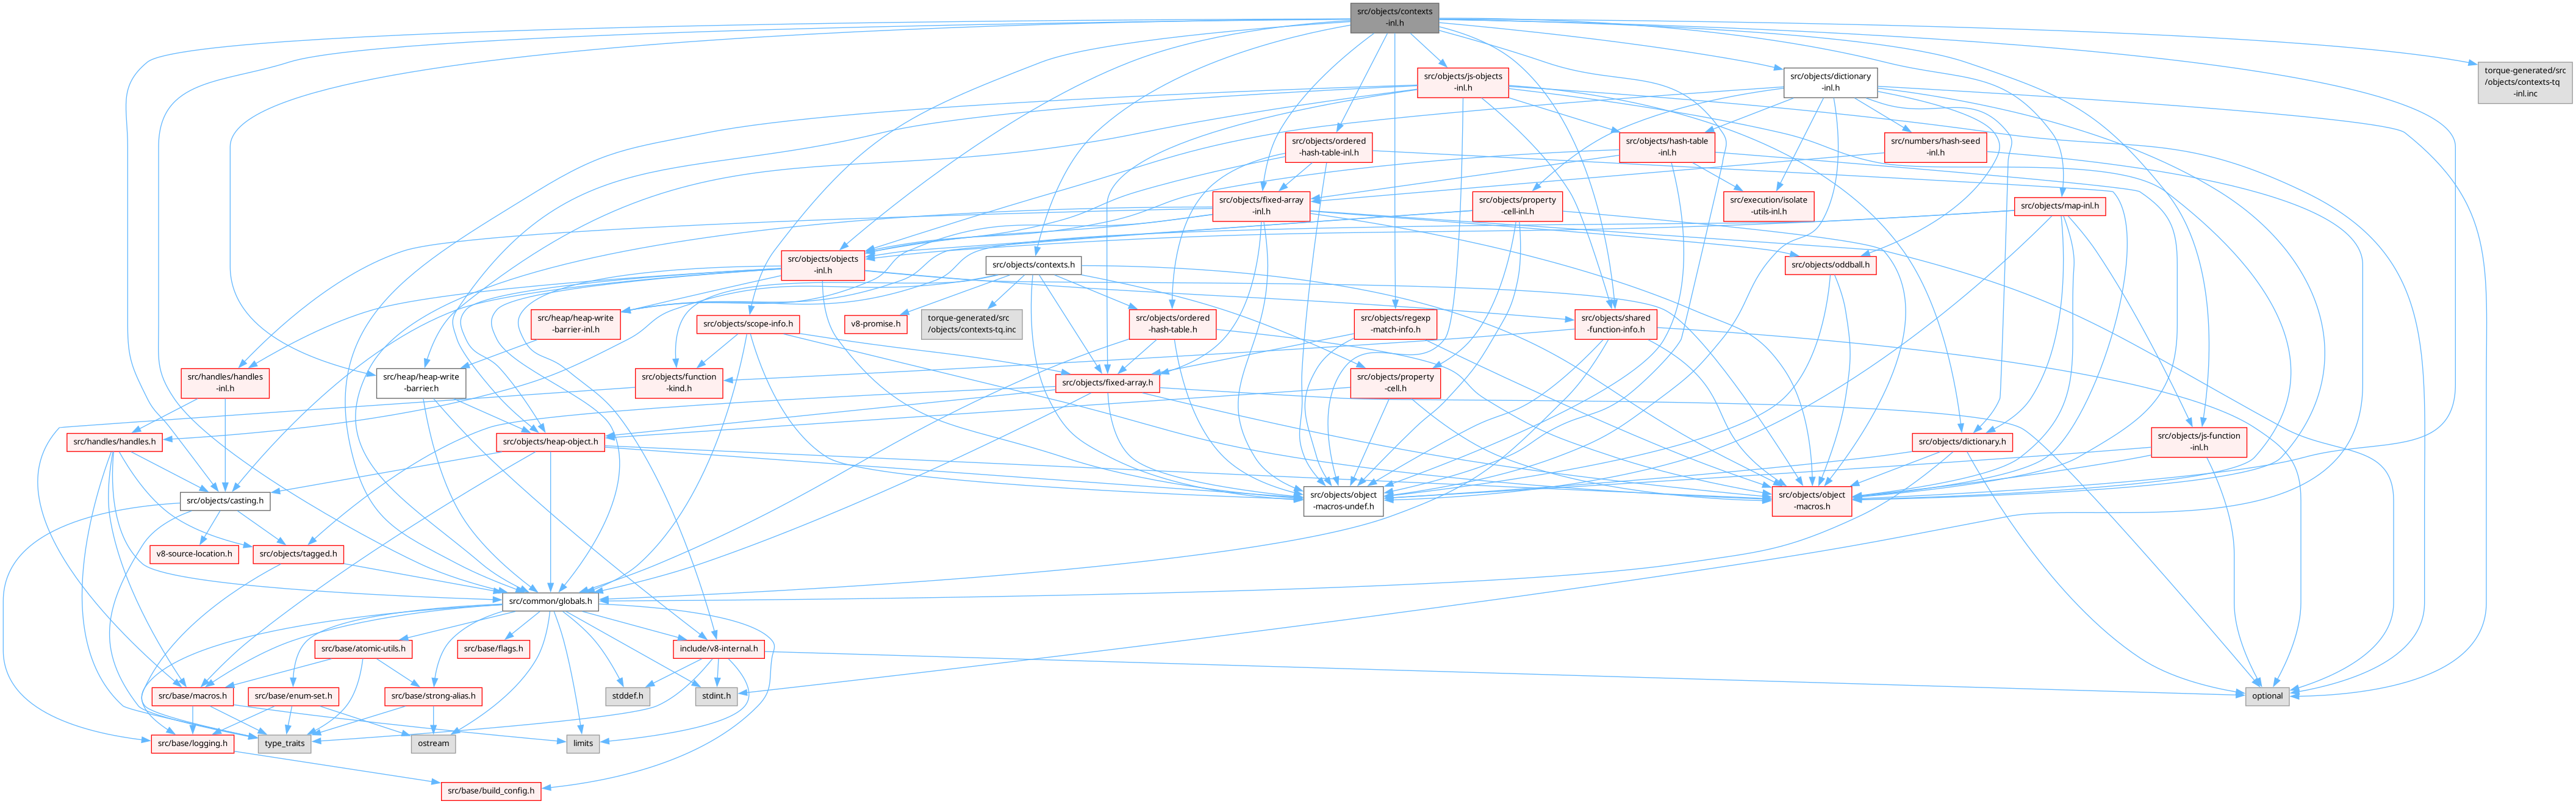 src/objects/contexts
-inl.h
src/objects/js-objects
-inl.h
src/objects/dictionary
-inl.h
torque-generated/src
/objects/contexts-tq
-inl.inc
src/objects/ordered
-hash-table-inl.h
src/objects/hash-table
-inl.h
src/numbers/hash-seed
-inl.h
src/objects/fixed-array
-inl.h
src/objects/property
-cell-inl.h
src/execution/isolate
-utils-inl.h
src/objects/map-inl.h
src/objects/objects
-inl.h
src/objects/contexts.h
src/objects/oddball.h
src/heap/heap-write
-barrier-inl.h
src/objects/scope-info.h
v8-promise.h
torque-generated/src
/objects/contexts-tq.inc
src/objects/ordered
-hash-table.h
src/objects/regexp
-match-info.h
src/objects/shared
-function-info.h
src/handles/handles
-inl.h
src/heap/heap-write
-barrier.h
src/objects/function
-kind.h
src/objects/fixed-array.h
src/objects/property
-cell.h
src/handles/handles.h
src/objects/heap-object.h
src/objects/dictionary.h
src/objects/js-function
-inl.h
src/objects/casting.h
src/objects/object
-macros-undef.h
src/objects/object
-macros.h
v8-source-location.h
src/objects/tagged.h
src/common/globals.h
src/base/atomic-utils.h
src/base/flags.h
include/v8-internal.h
src/base/macros.h
src/base/enum-set.h
src/base/strong-alias.h
stddef.h
stdint.h
optional
src/base/logging.h
type_traits
ostream
limits
src/base/build_config.h